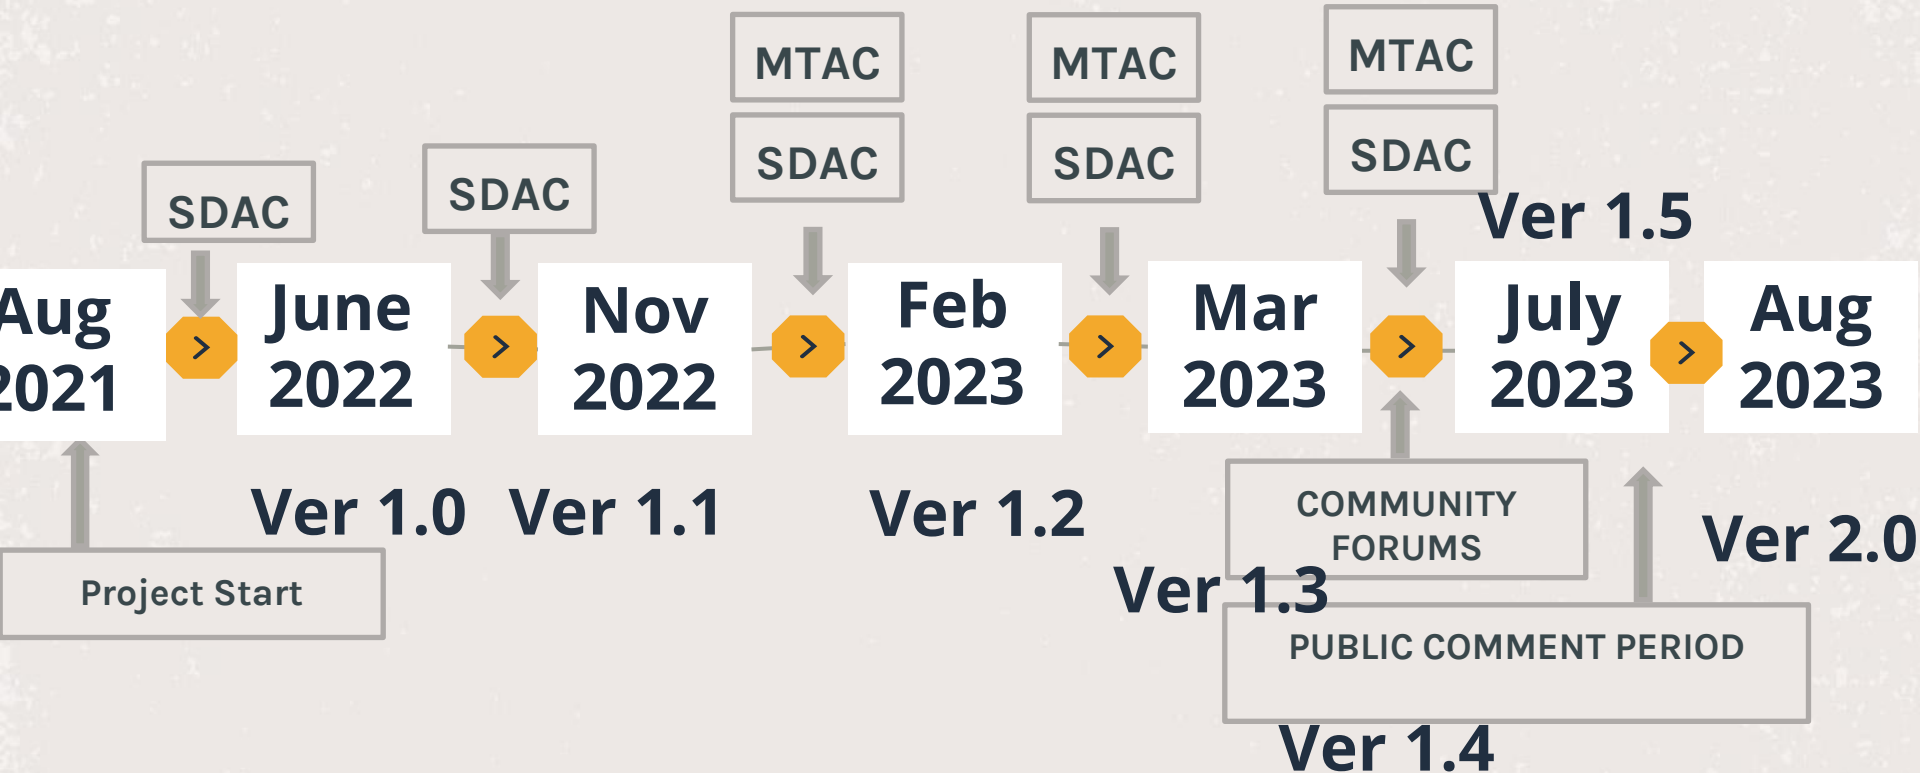 MTAC
MTAC
MTAC
SDAC
SDAC
SDAC
SDAC
SDAC
Ver 1.5
Aug
2021
June
2022
Nov
2022
Feb
2023
Mar
2023
July
2023
Aug
2023
Ver 1.0
Ver 1.1
Ver 1.2
COMMUNITY
FORUMS
Ver 2.0
Project Start
Ver 1.3
PUBLIC COMMENT PERIOD
Ver 1.4